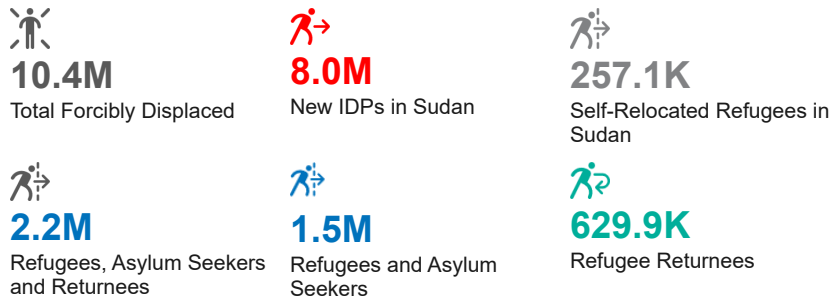 10.4M
Total Forcibly Displaced
8.0M
New IDPs in Sudan
257.1K
Self-Relocated Refugees in
Sudan
2.2M
Refugees, Asylum Seekers
and Returnees
1.5M
Refugees and Asylum
Seekers
629.9K
Refugee Returnees